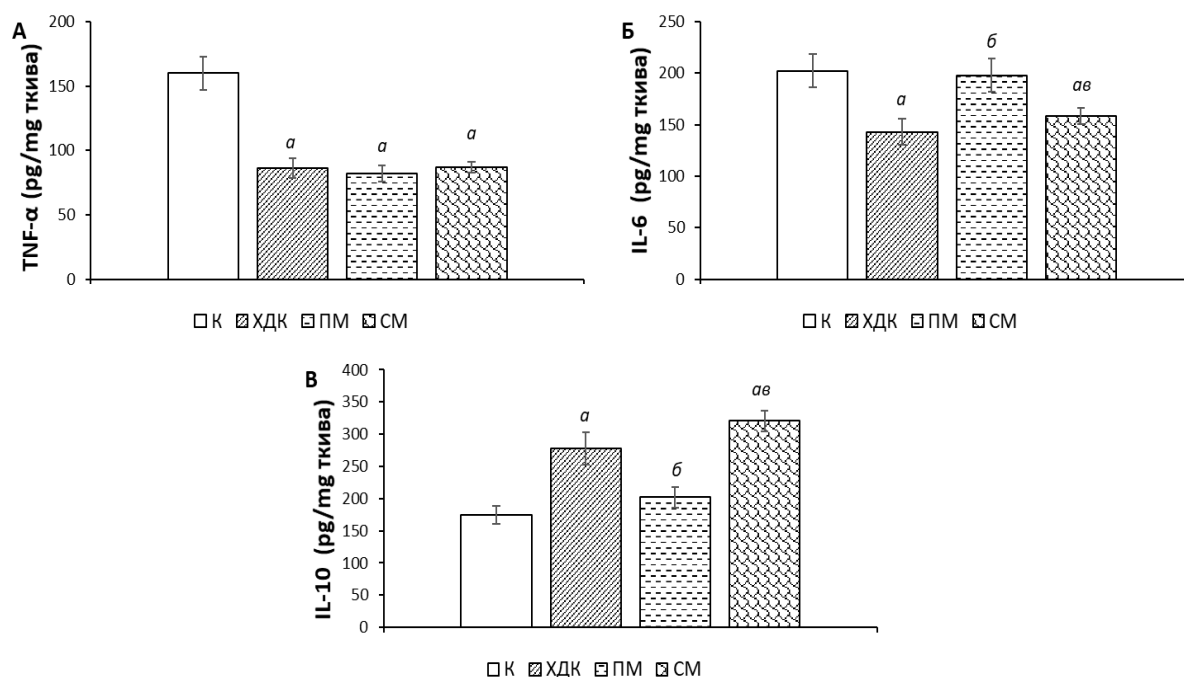 А
TNF-α (pg/mg ткива)
200
150
100
50
0
а
а
а
К ХДК ПМ СМ
Б
IL-6 (pg/mg ткива)
250
200
150
100
50
0
а
б
ав
К ХДК ПМ СМ
В
IL-10 (pg/mg ткива)
400
350
300
250
200
150
100
50
0
а
б
ав
К ХДК ПМ СМ